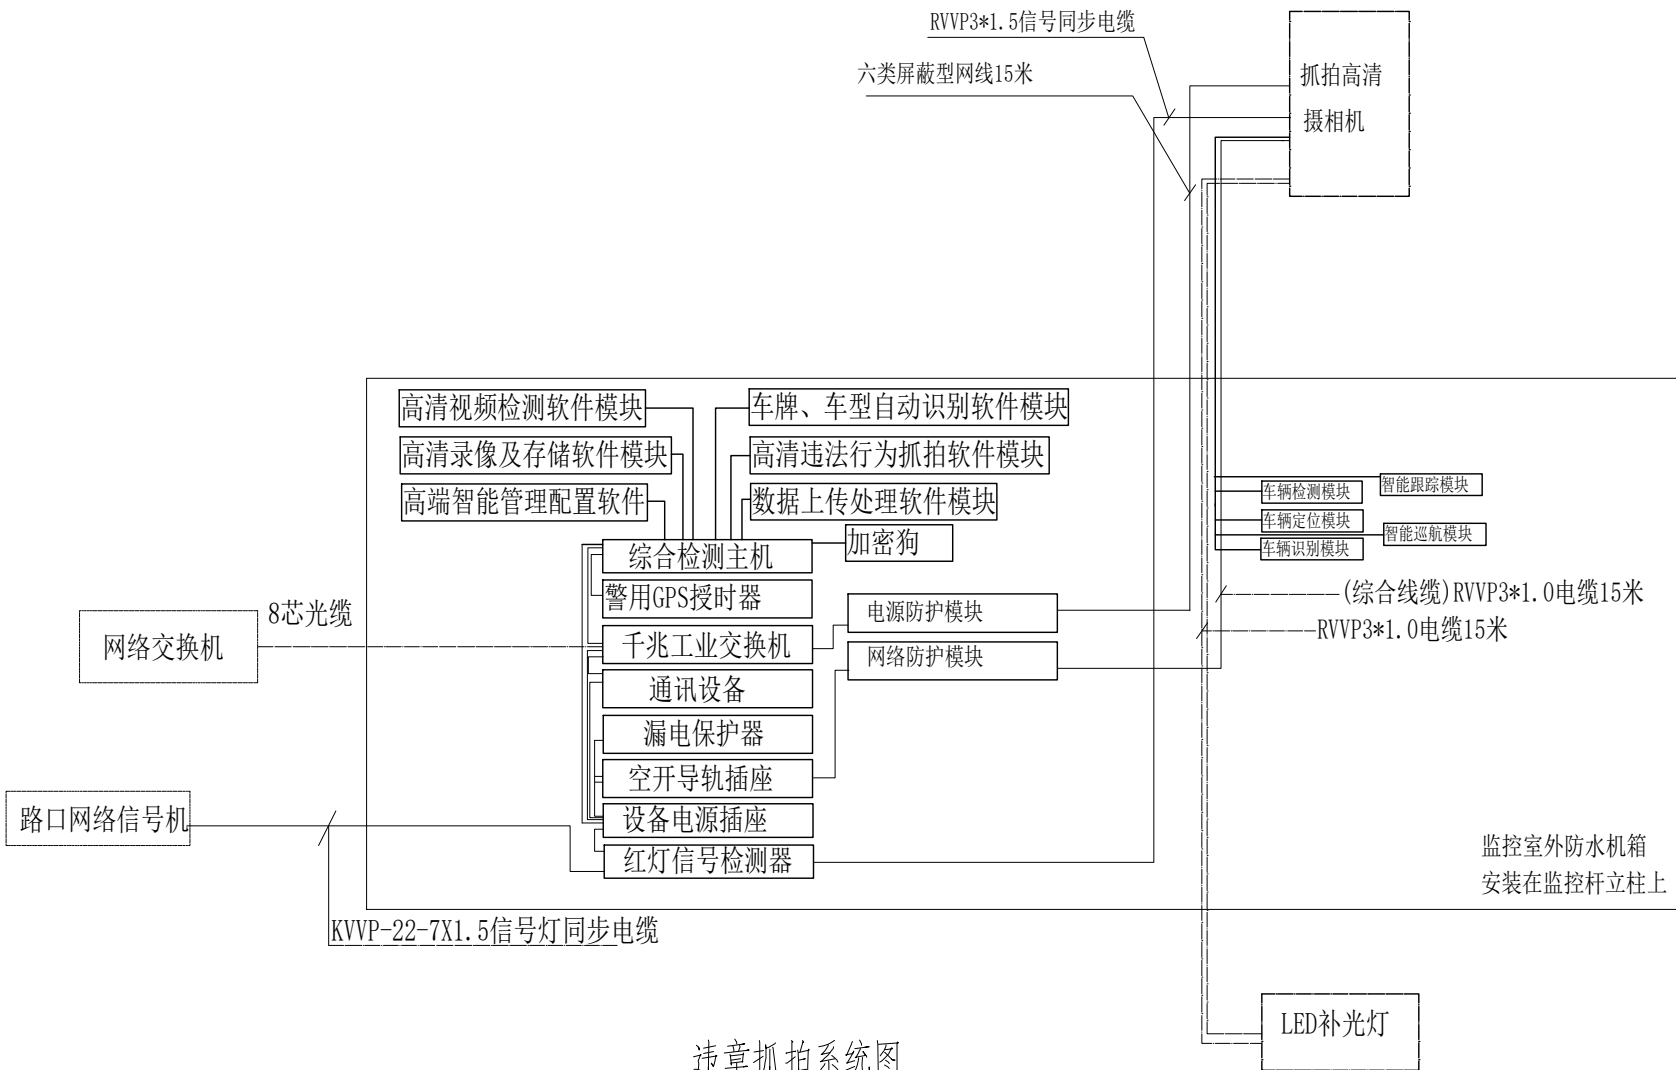 RVVP3*1.5信号同步电缆
六类屏蔽型网线15米
抓拍高清
摄相机
高清视频检测软件模块
车牌、车型自动识别软件模块
高清录像及存储软件模块
高清违法行为抓拍软件模块
高端智能管理配置软件
数据上传处理软件模块
加密狗
综合检测主机
警用GPS授时器
千兆工业交换机
通讯设备
漏电保护器
空开导轨插座
设备电源插座
红灯信号检测器
电源防护模块
网络防护模块
智能跟踪模块
车辆检测模块
车辆定位模块
智能巡航模块
车辆识别模块
(综合线缆)RVVP3*1.0电缆15米
RVVP3*1.0电缆15米
8芯光缆
网络交换机
路口网络信号机
KVVP-22-7X1.5信号灯同步电缆
监控室外防水机箱
安装在监控杆立柱上
LED补光灯
违章抓拍系统图